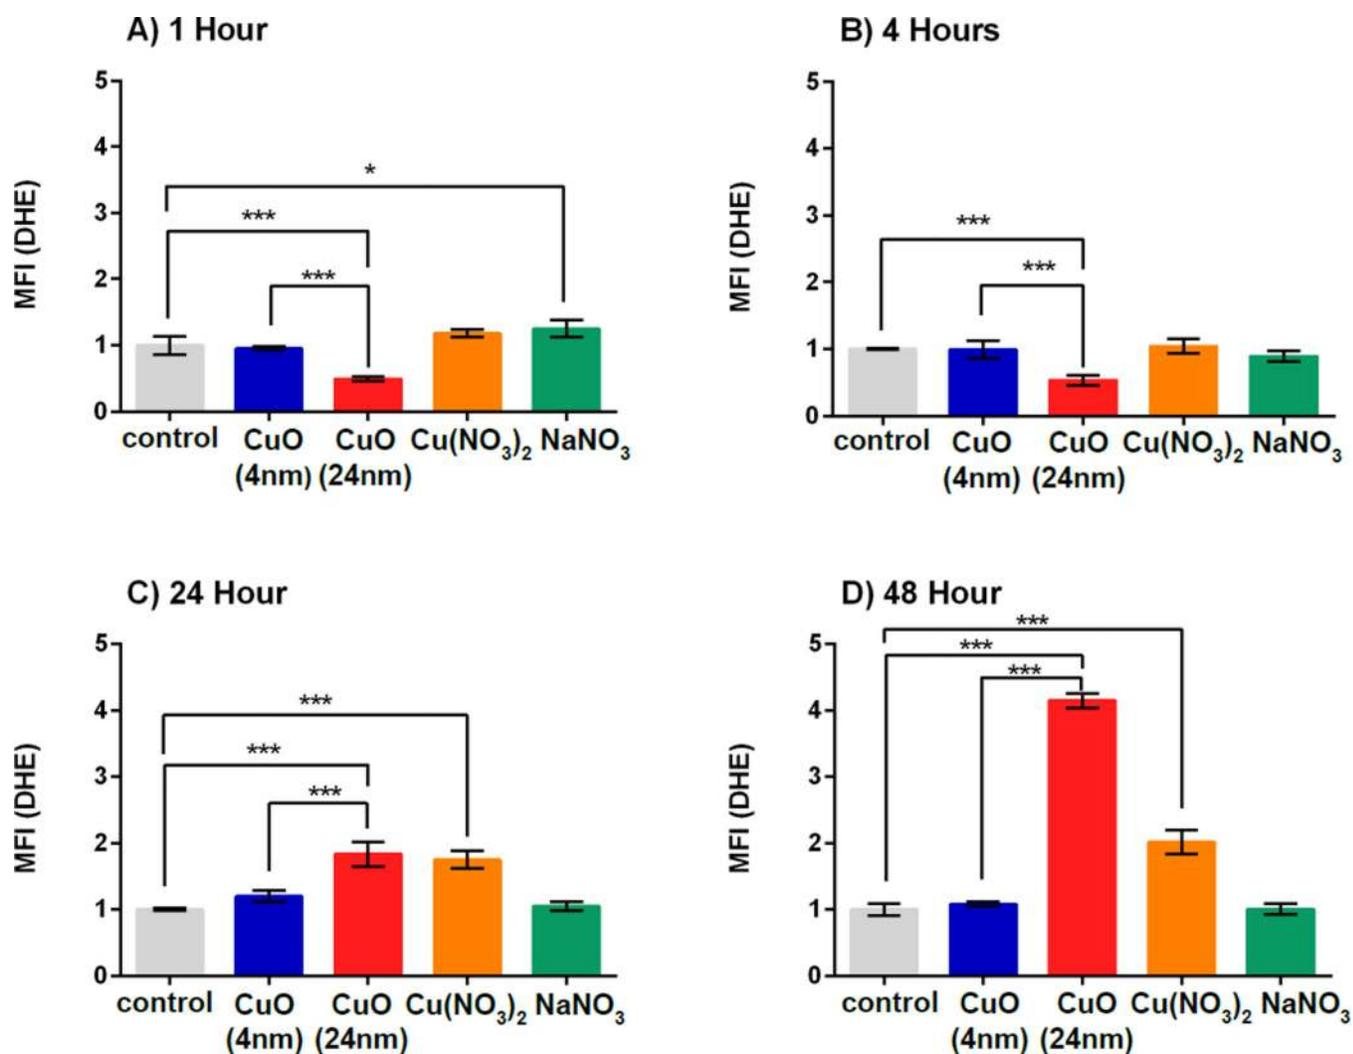 A) 1 Hour
5
4
3
2
1
0
MFI (DHE)
*
***
***
control CuO CuO Cu(NO3)2 NaNO3
(4nm) (24nm)
B) 4 Hours
5
4
3
2
1
0
MFI (DHE)
***
***
control CuO CuO Cu(NO3)2 NaNO3
(4nm) (24nm)
C) 24 Hour
5
4
3
2
1
0
MFI (DHE)
***
***
***
control CuO CuO Cu(NO3)2 NaNO3
(4nm) (24nm)
D) 48 Hour
5
4
3
2
1
0
MFI (DHE)
***
***
***
control CuO CuO Cu(NO3)2 NaNO3
(4nm) (24nm)